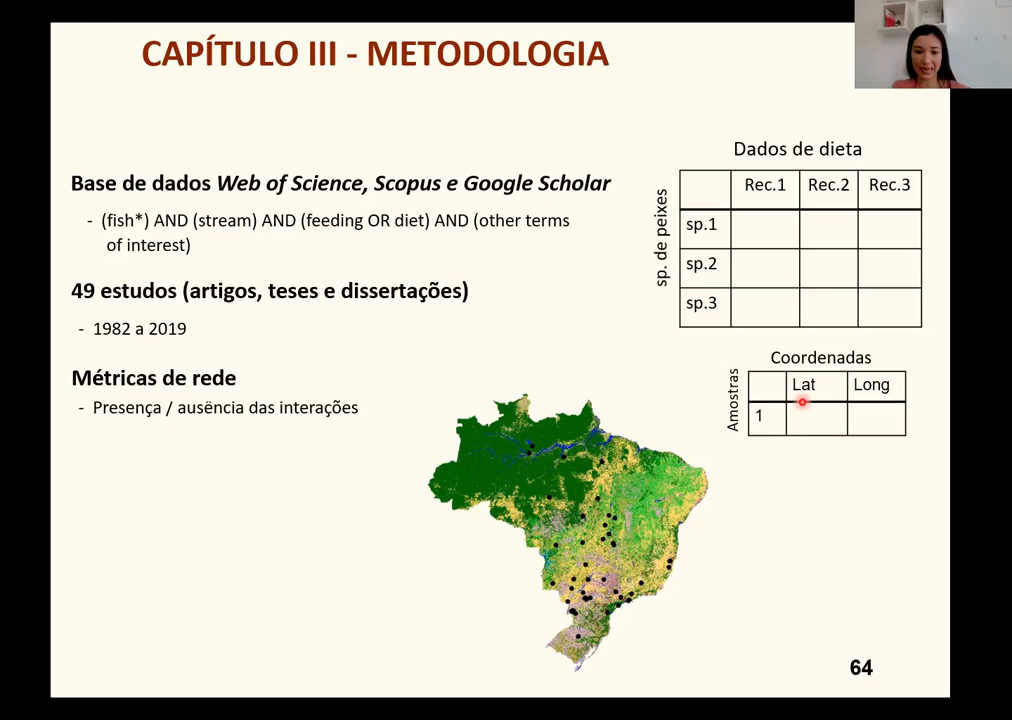 CAPÍTULO III - METODOLOGIA
Base de dados Web of Science, Scopus e Google Scholar
- (fish*) AND (stream) AND (feeding OR diet) AND (other terms
of interest)
49 estudos (artigos, teses e dissertações)
- 1982 a 2019
Métricas de rede
- Presença / ausëncia das interações
Dados de dieta
sp. de peixes
Rec.1 Rec.2 Rec.3
sp.1
sp.2
sp.3
Coordenadas
Amostras
Lat Long
1
64